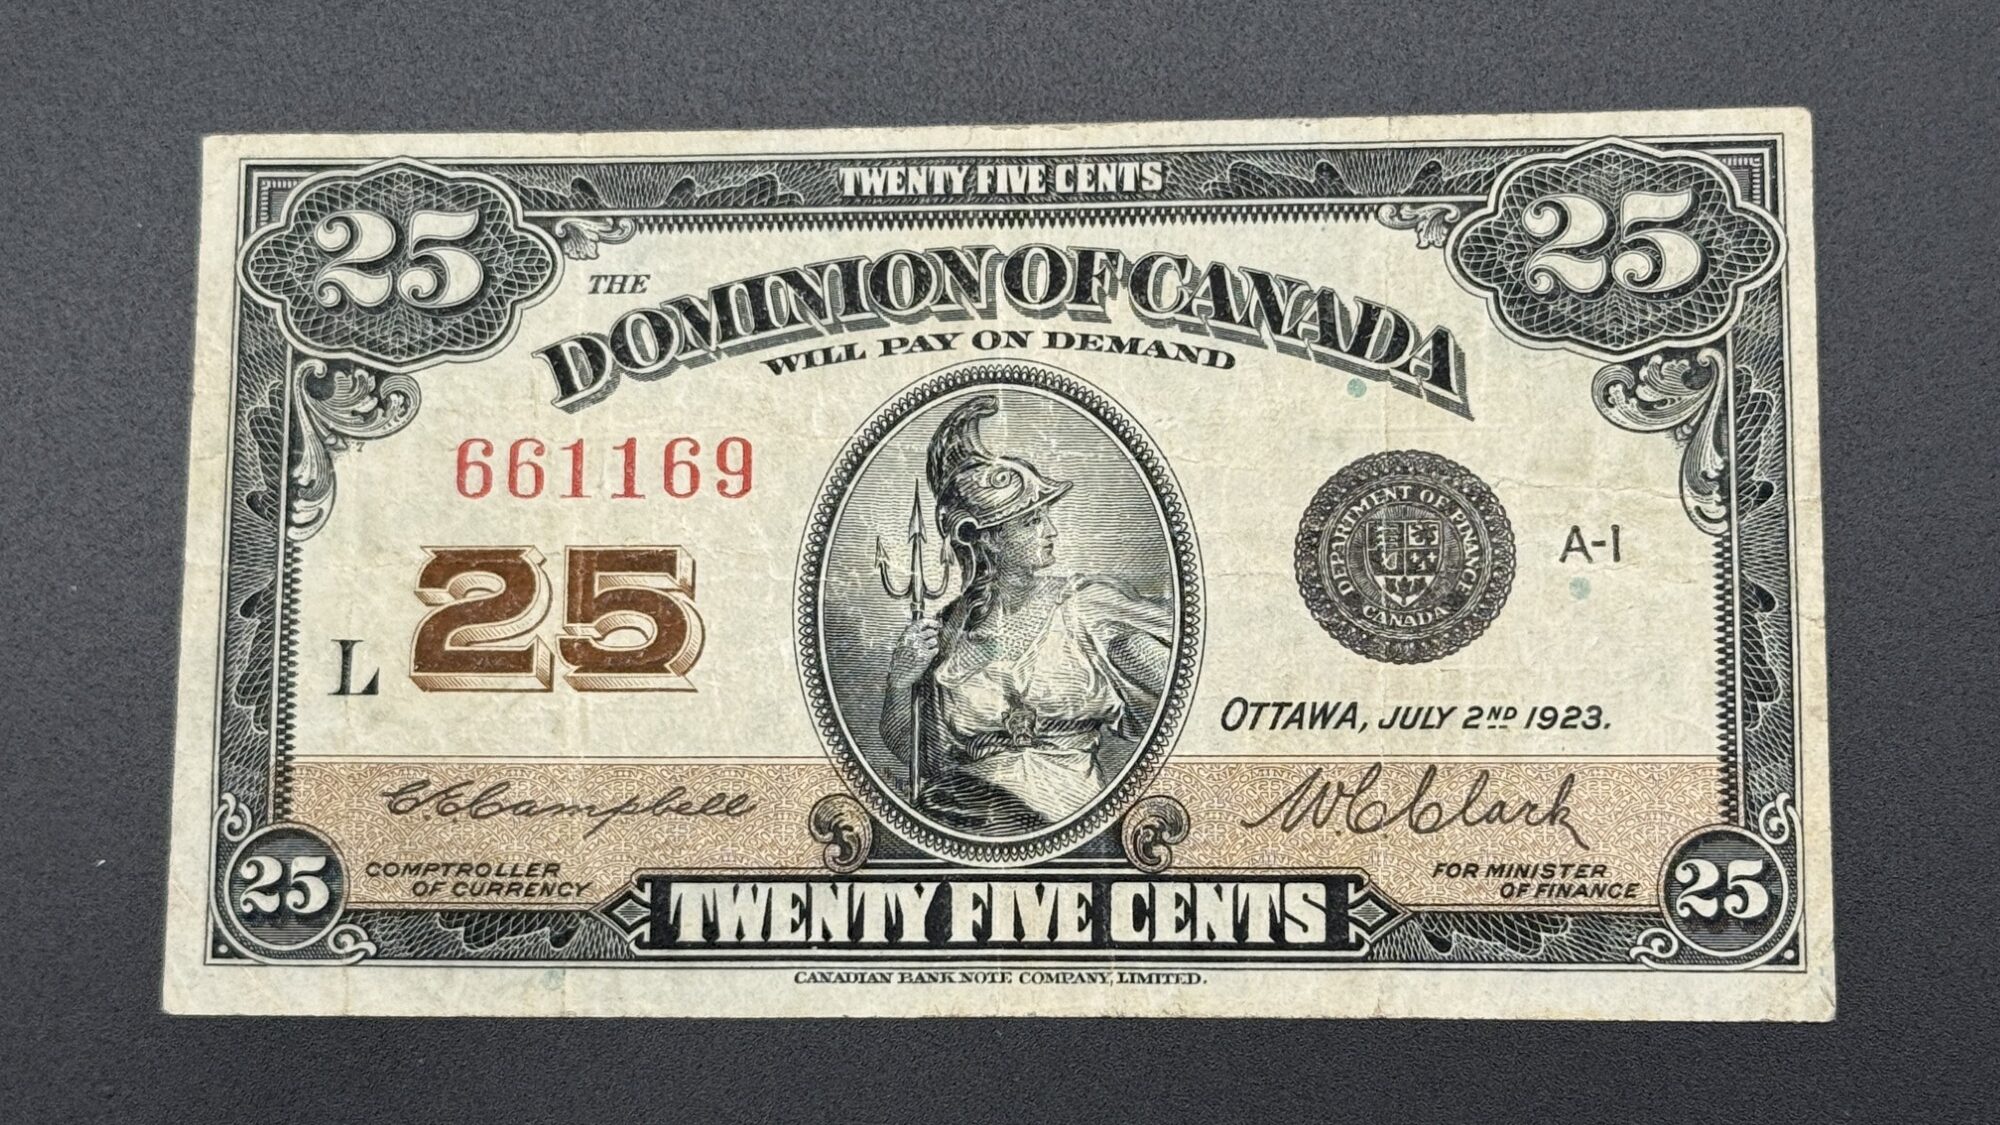 TWENTY FIVE CENTS
25
25
THE
DOMINION OF CANADA
WILL PAY ON DEMAND
661169
25
L
DEPARTMENT OF FINANCE
CANADA
A-1
OTTAWA, JULY 2ND 1923.
C.C.Campbell
W.C.Clark
COMPTROLLER
OF CURRENCY
FOR MINISTER
OF FINANCE
25
TWENTY FIVE CENTS
25
CANADIAN BANK NOTE COMPANY, LIMITED.